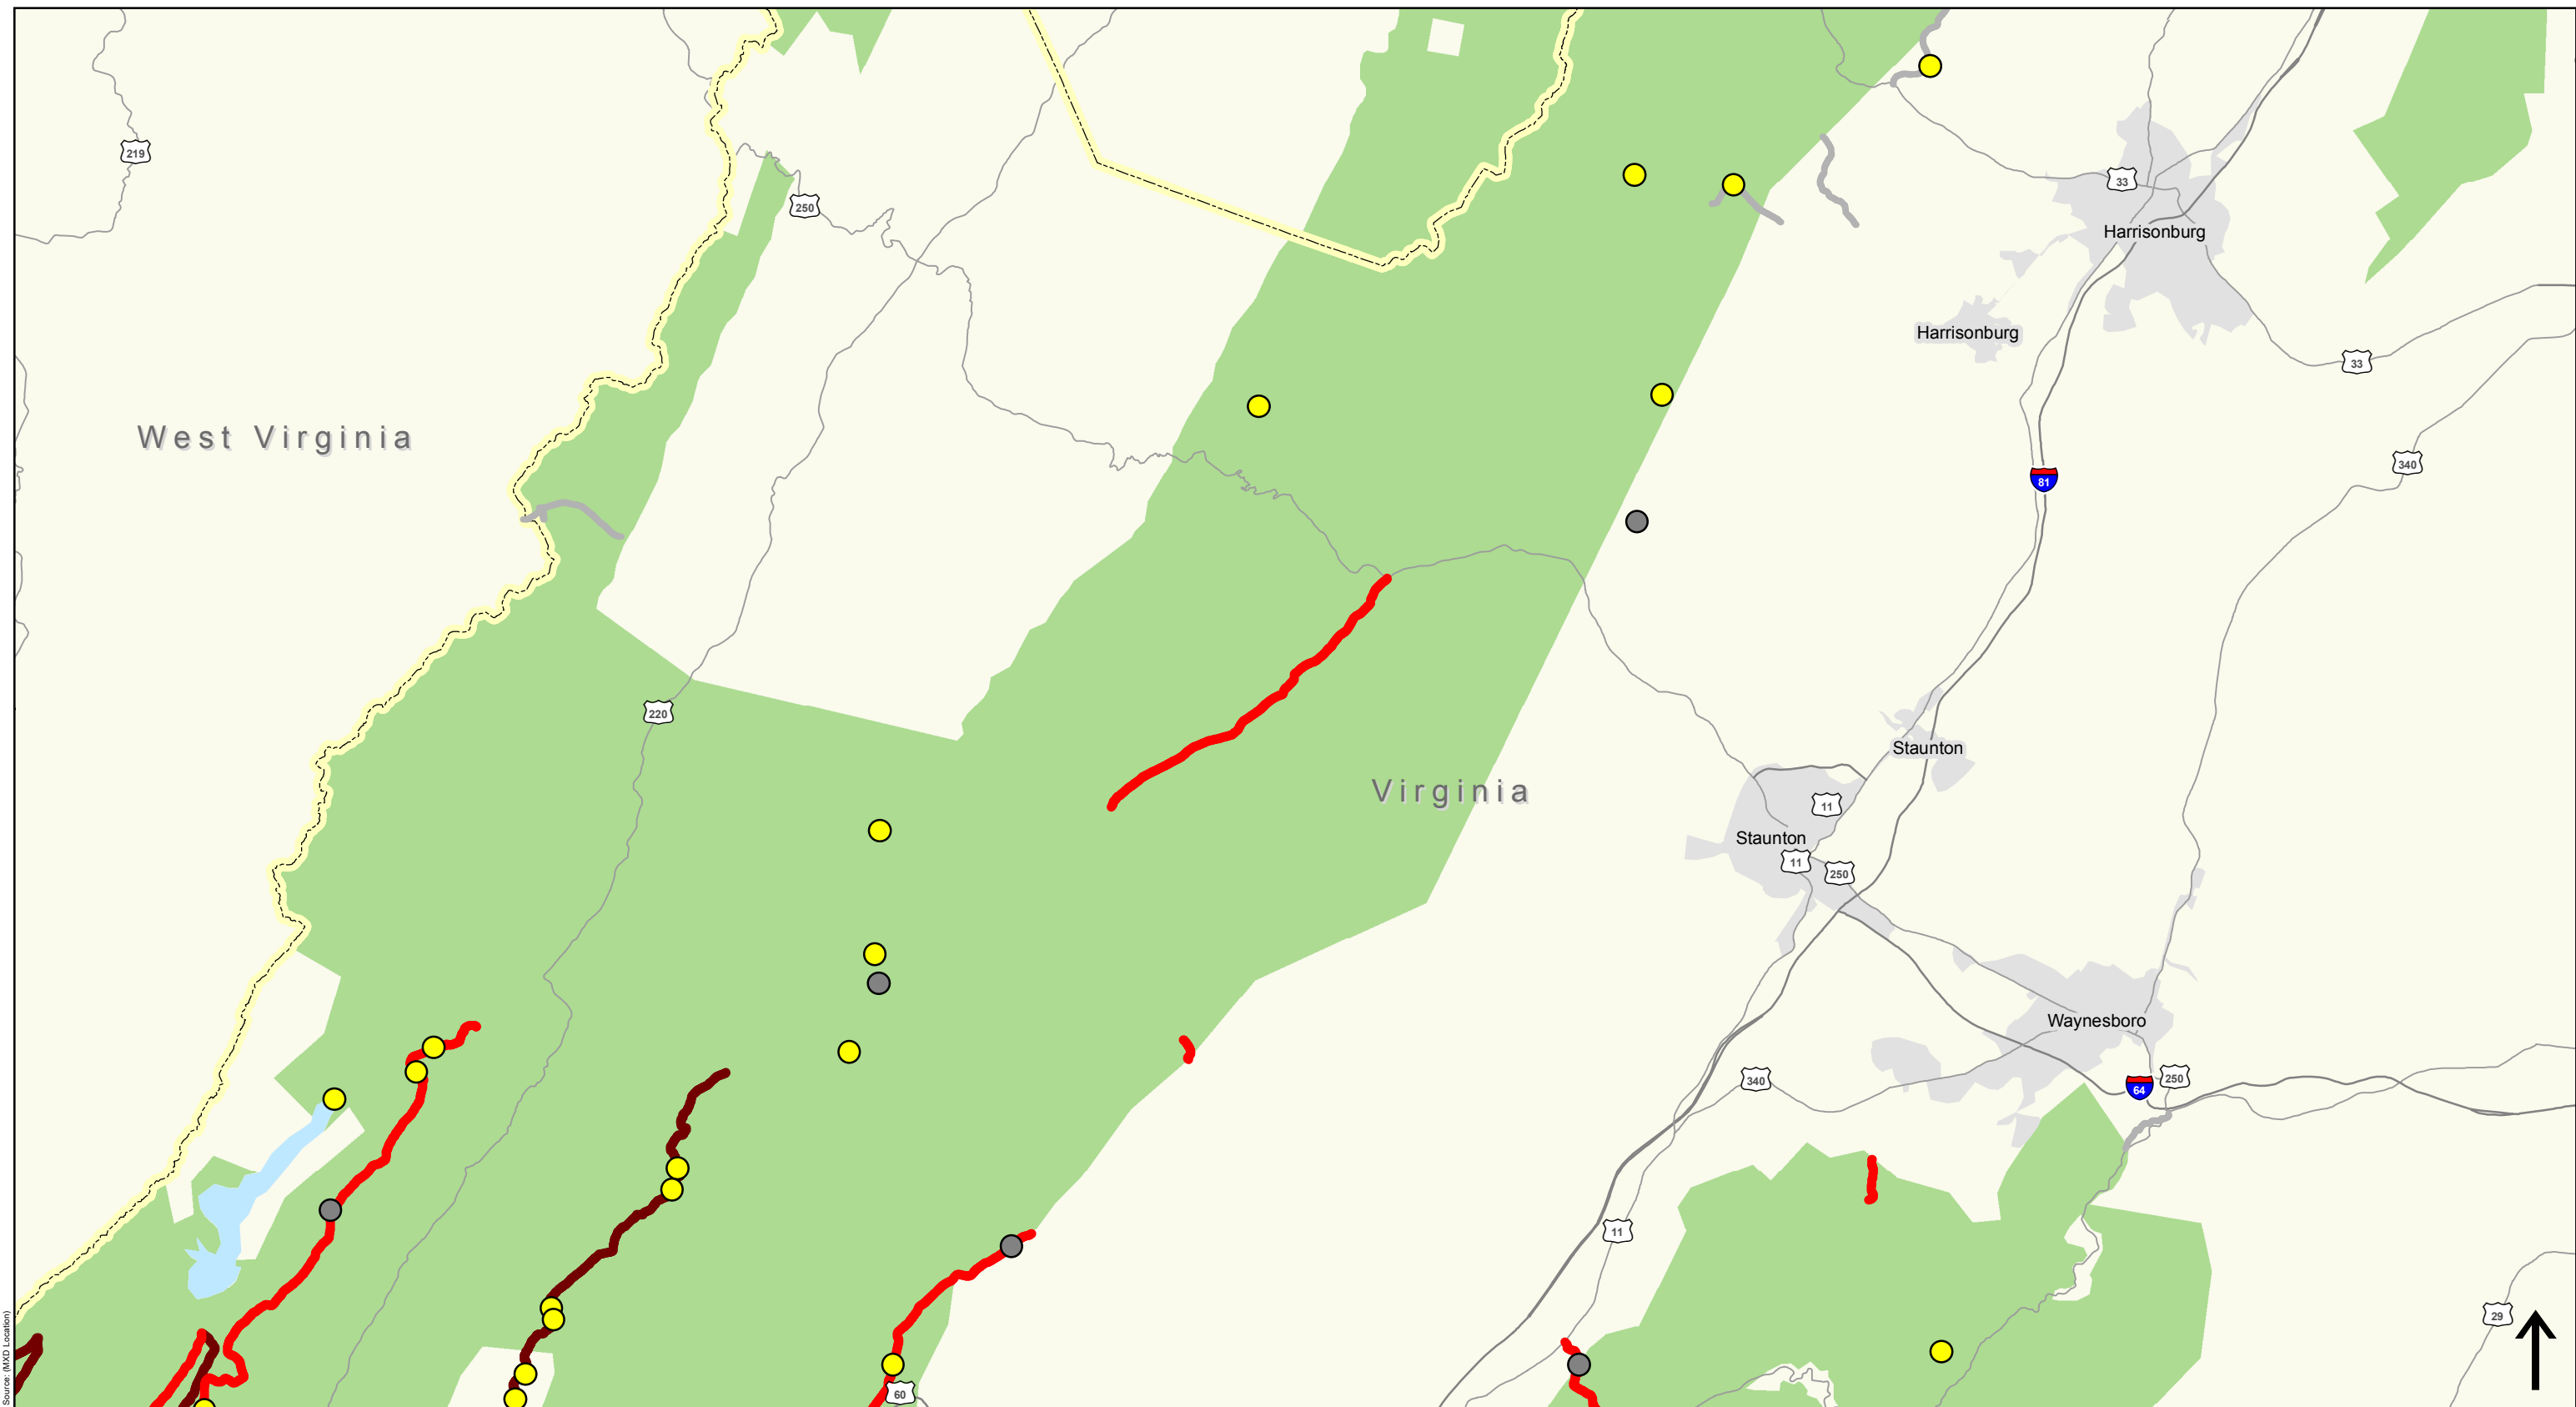 219
250
33
Harrisonburg
Harrisonburg
33
West Virginia
340
81
220
Staunton
Virginia
11
Staunton
11
250
Waynesboro
340
64
250
11
29
60
Source: (MXD Location)